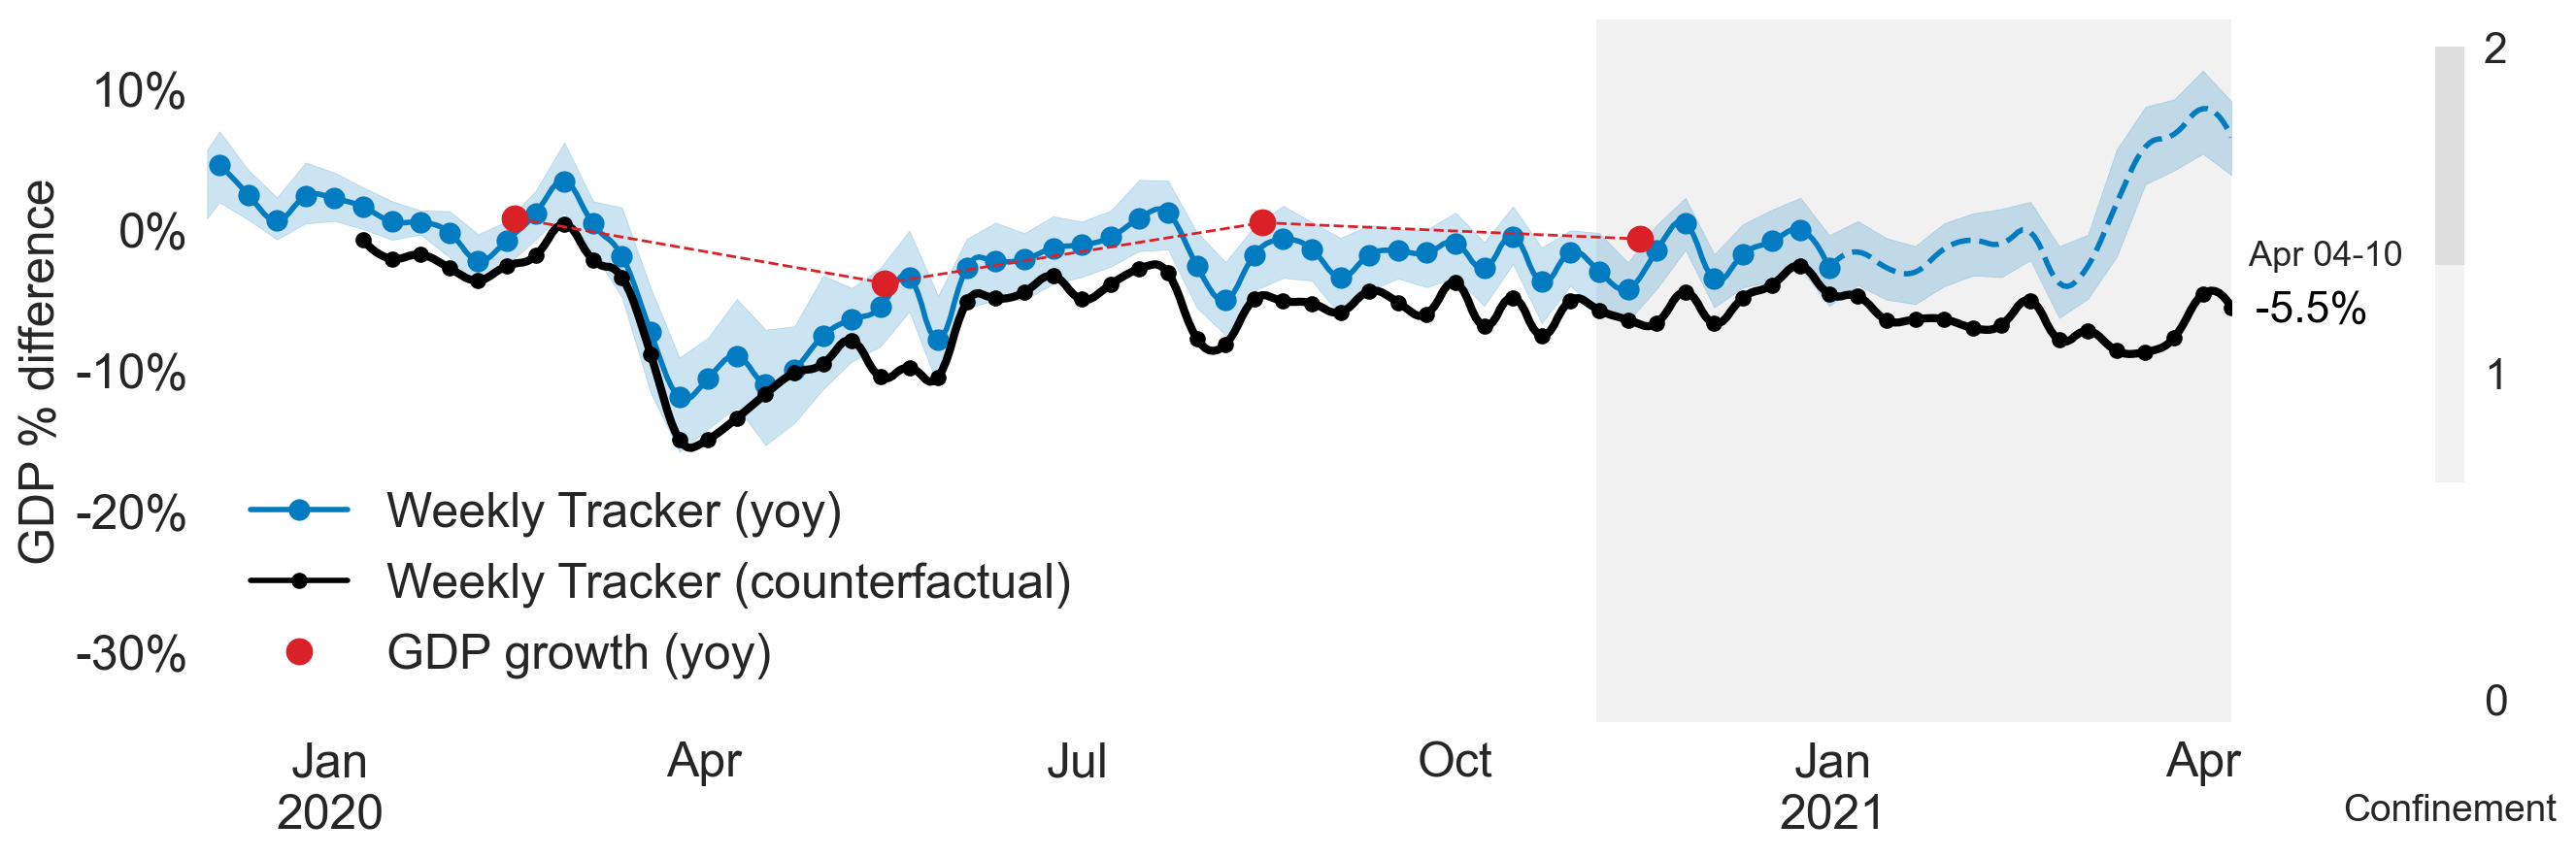 GDP % difference
10%
0%
-10%
-20%
-30%
Weekly Tracker (yoy)
Weekly Tracker (counterfactual)
GDP growth (yoy)
Jan
2020
Apr
Jul
Oct
Jan
2021
Apr
Apr 04-10
-5.5%
2
1
0
Confinement